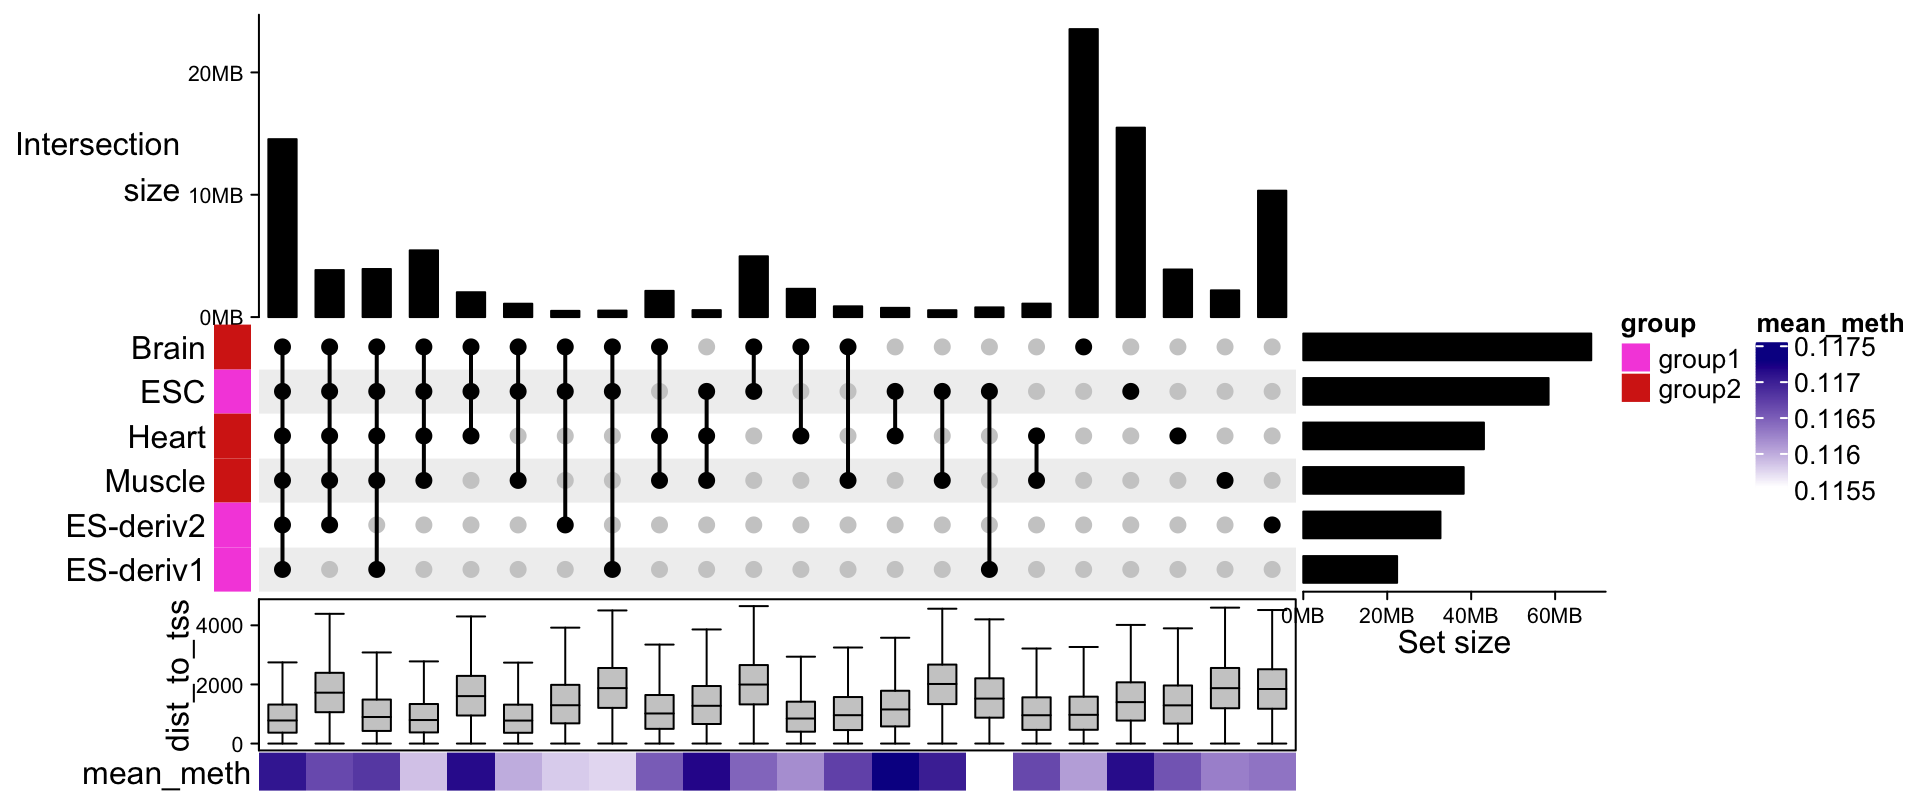 20MB
Intersection
size
10MB
0MB
Brain
ESC
Heart
Muscle
ES-deriv2
ES-deriv1
group
group1
group2
mean_meth
0.1175
0.117
0.1165
0.116
0.1155
0MB
20MB
40MB
60MB
Set size
dist_to_tss
4000
2000
0
mean_meth